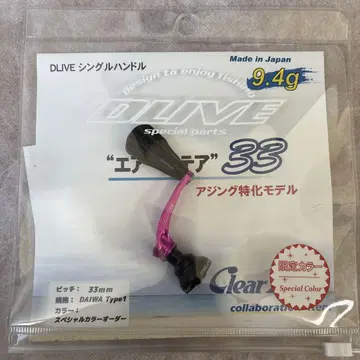 DLIVE シングルハンドル
Made in Japan
9.4g
Design to enjoy fishing
DLIVE
special parts
"エア テア" 33
アジング特化モデル
限定カラー
Special Color
Clear
collaborat
ピッチ : 33mm
規格 : DAIWA Type1
カラー :
スペシャルカラーオーダー